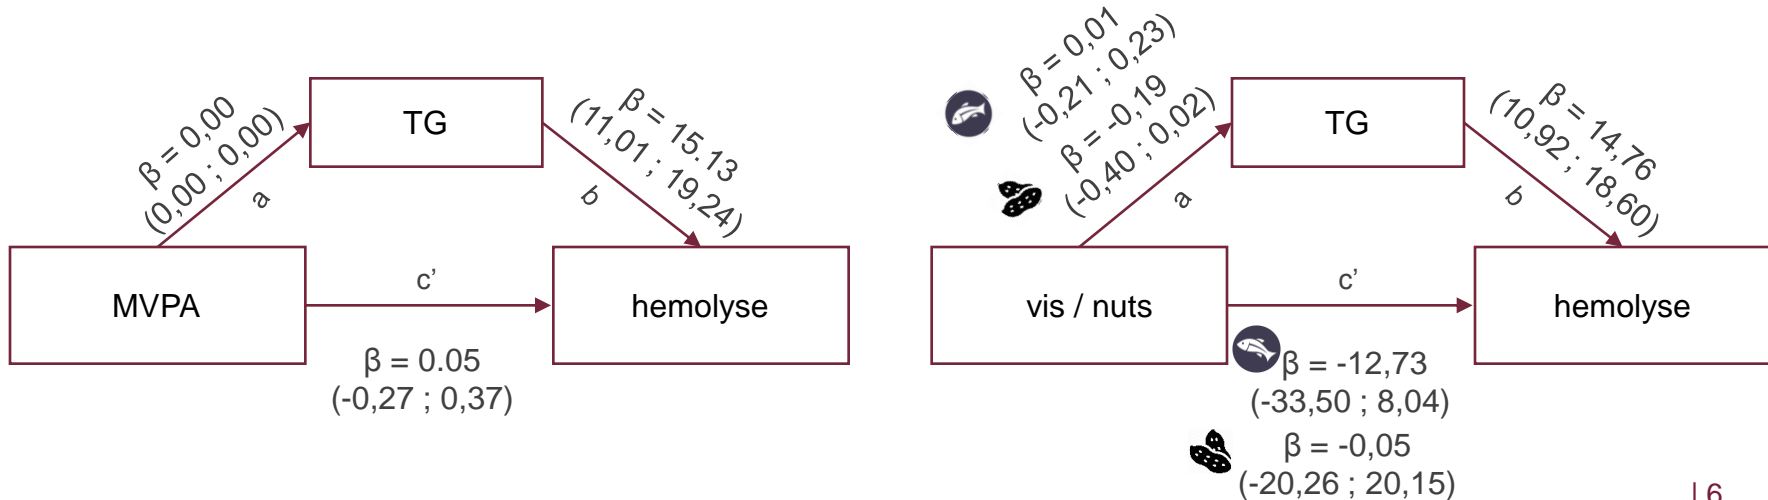 β = 0,00
(0,00 ; 0,00)
a
TG
β = 15.13
(11,01 ; 19,24)
b
MVPA
c’
hemolyse
β = 0.05
(-0,27 ; 0,37)
β = 0,01
(-0,21 ; 0,23)
β = -0,19
(-0,40 ; 0,02)
a
TG
β = 14,76
(10,92 ; 18,60)
b
vis / nuts
c’
hemolyse
β = -12,73
(-33,50 ; 8,04)
β = -0,05
(-20,26 ; 20,15)
| 6